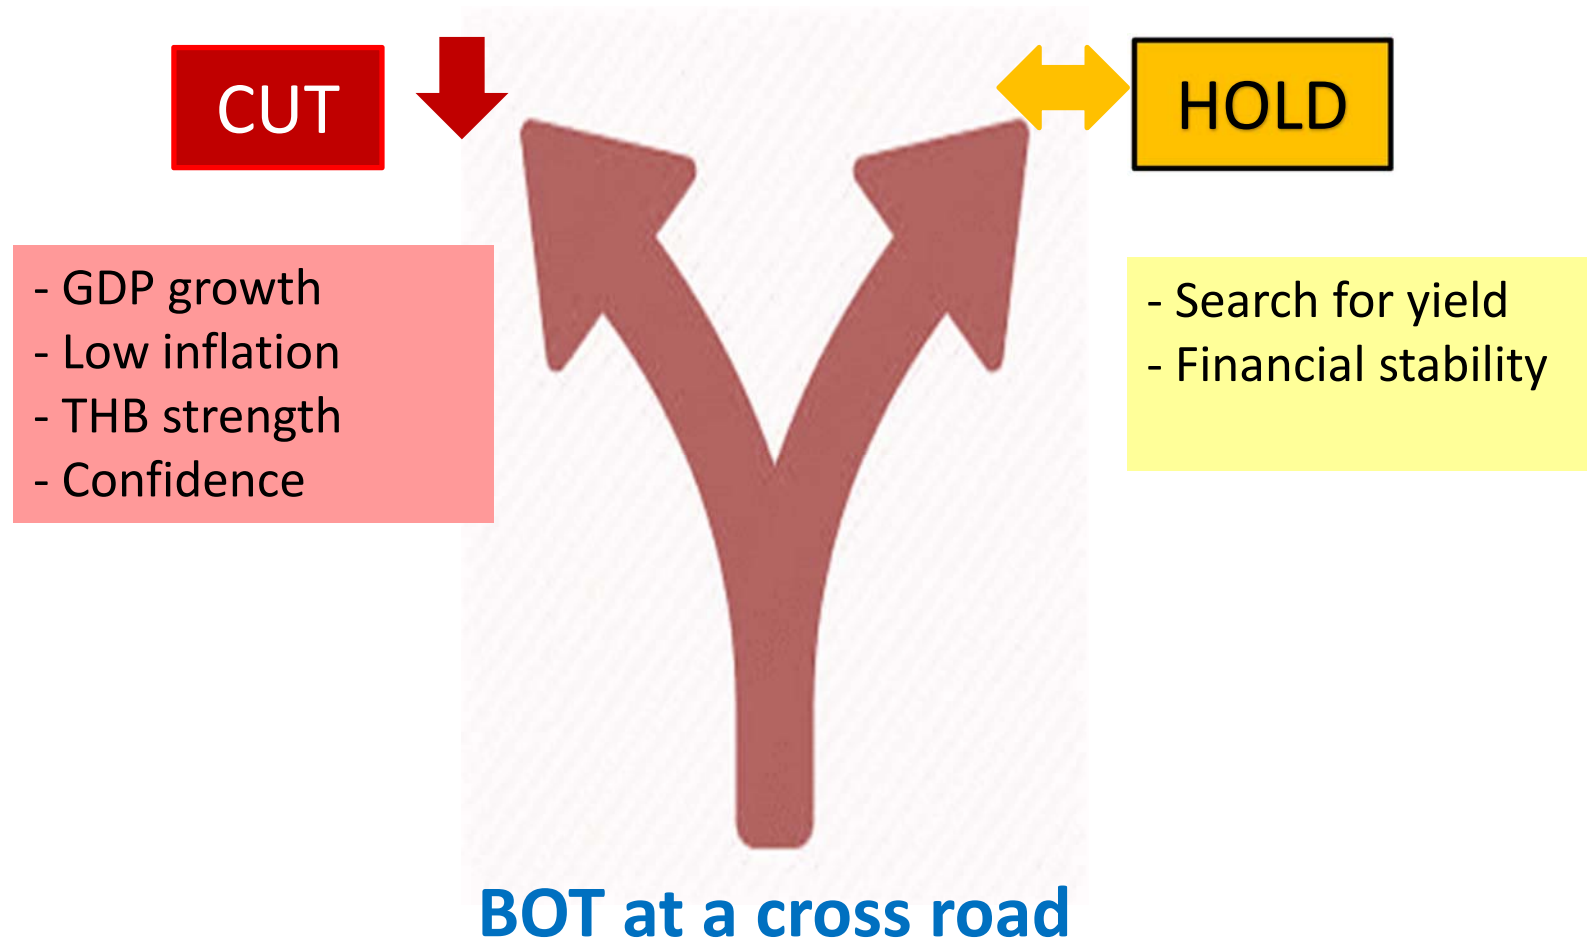 CUT
HOLD
- GDP growth
- Low inflation
- THB strength
- Confidence
- Search for yield
- Financial stability
BOT at a cross road